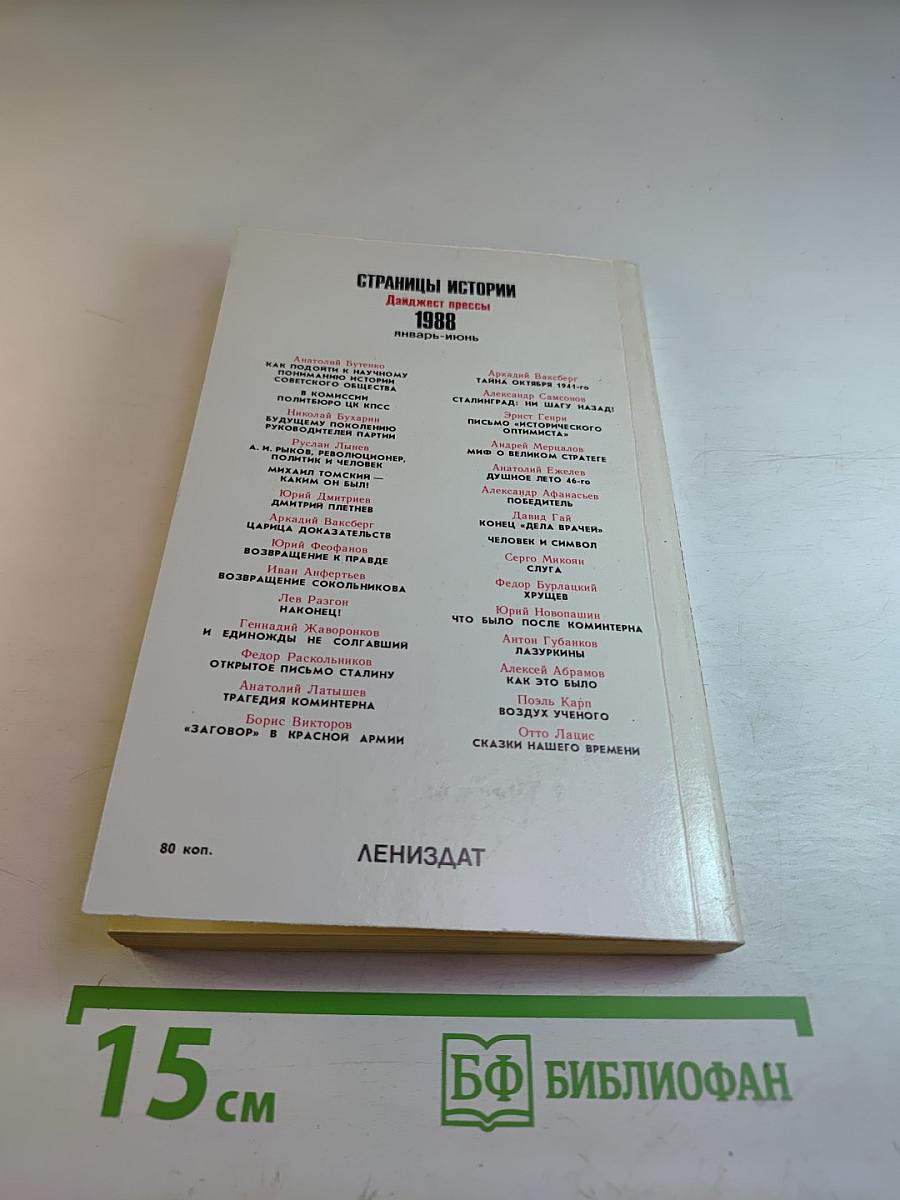 СТРАНИЦЫ ИСТОРИИ
Дайджест прессы
1988
январь-июнь
Анатолий Бутенко
КАК ПОДОЙТИ К НАУЧНОМУ
ПОНИМАНИЮ ИСТОРИИ
СОВЕТСКОГО ОБЩЕСТВА
В КОМИССИИ
ПОЛИТБЮРО ЦК КПСС
Николай Бухарин
БУДУЩЕМУ ПОКОЛЕНИЮ
РУКОВОДИТЕЛЕЙ ПАРТИИ
Руслан Лынев
А. И. РЫКОВ, РЕВОЛЮЦИОНЕР,
ПОЛИТИК И ЧЕЛОВЕК
МИХАИЛ ТОМСКИЙ —
КАКИМ ОН БЫЛ!
Юрий Дмитриев
ДМИТРИЙ ПЛЕТНЕВ
Аркадий Ваксберг
ЦАРИЦА ДОКАЗАТЕЛЬСТВ
Юрий Феофанов
ВОЗВРАЩЕНИЕ К ПРАВДЕ
Иван Анфертьев
ВОЗВРАЩЕНИЕ СОКОЛЬНИКОВА
Лев Разгон
НАКОНЕЦ!
Геннадий Жаворонков
И ЕДИНОЖДЫ НЕ СОЛГАВШИЙ
Федор Раскольников
ОТКРЫТОЕ ПИСЬМО СТАЛИНУ
Анатолий Латышев
ТРАГЕДИЯ КОМИНТЕРНА
Борис Викторов
«ЗАГОВОР» В КРАСНОЙ АРМИИ
Аркадий Ваксберг
ТАЙНА ОКТЯБРЯ 1941-го
Александр Самсонов
СТАЛИНГРАД: НИ ШАГУ НАЗАД!
Эрнст Генри
ПИСЬМО «ИСТОРИЧЕСКОГО
ОПТИМИСТА»
Андрей Мерцалов
МИФ О ВЕЛИКОМ СТРАТЕГЕ
Анатолий Ежелев
ДУШНОЕ ЛЕТО 46-го
Александр Афанасьев
ПОБЕДИТЕЛЬ
Давид Гай
КОНЕЦ «ДЕЛА ВРАЧЕЙ»
ЧЕЛОВЕК И СИМВОЛ
Серго Микоян
СЛУГА
Федор Бурлацкий
ХРУЩЕВ
Юрий Новопашин
ЧТО БЫЛО ПОСЛЕ КОМИНТЕРНА
Антон Губанков
ЛАЗУРКИНЫ
Алексей Абрамов
КАК ЭТО БЫЛО
Поэль Карп
ВОЗДУХ УЧЕНОГО
Отто Лацис
СКАЗКИ НАШЕГО ВРЕМЕНИ
80 коп.
ЛЕНИЗДАТ
15 см
БФ БИБЛИОФАН